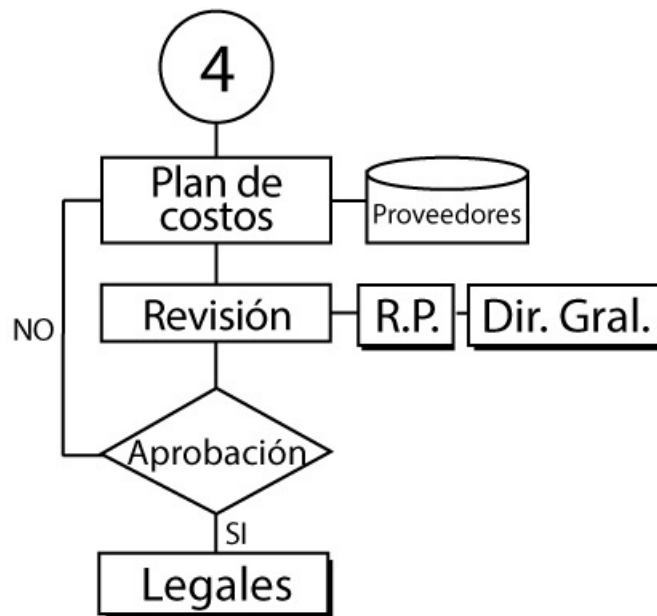 4
Plan de
costos
Proveedores
Revisión
R.P.
Dir. Gral.
NO
Aprobación
SI
Legales